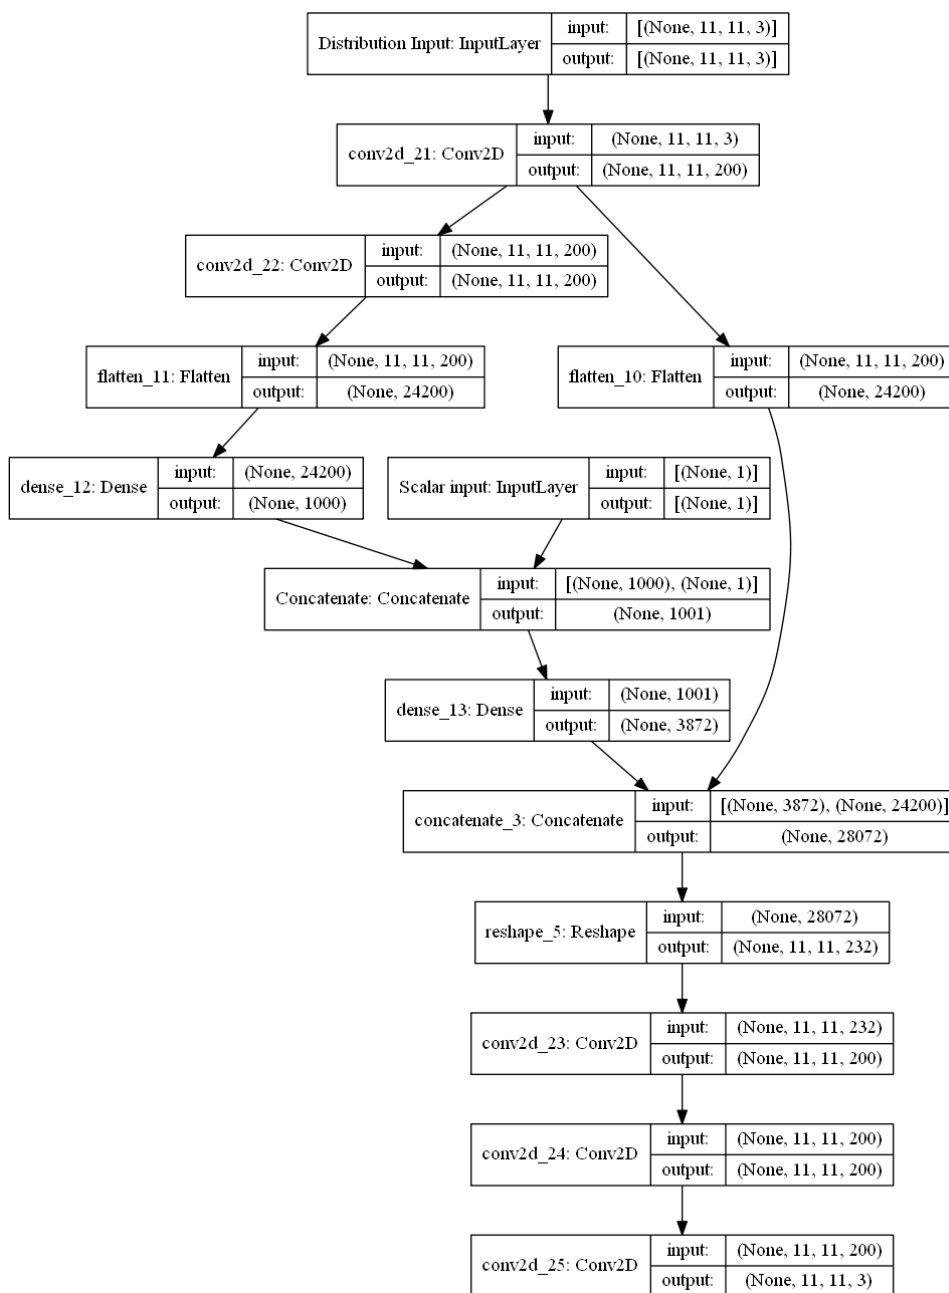 Distribution Input: InputLayer
input: [(None, 11, 11, 3)]
output: [(None, 11, 11, 3)]
conv2d_21: Conv2D
input: (None, 11, 11, 3)
output: (None, 11, 11, 200)
conv2d_22: Conv2D
input: (None, 11, 11, 200)
output: (None, 11, 11, 200)
flatten_11: Flatten
input: (None, 11, 11, 200)
output: (None, 24200)
flatten_10: Flatten
input: (None, 11, 11, 200)
output: (None, 24200)
dense_12: Dense
input: (None, 24200)
output: (None, 1000)
Scalar input: InputLayer
input: [(None, 1)]
output: [(None, 1)]
Concatenate: Concatenate
input: [(None, 1000), (None, 1)]
output: (None, 1001)
dense_13: Dense
input: (None, 1001)
output: (None, 3872)
concatenate_3: Concatenate
input: [(None, 3872), (None, 24200)]
output: (None, 28072)
reshape_5: Reshape
input: (None, 28072)
output: (None, 11, 11, 232)
conv2d_23: Conv2D
input: (None, 11, 11, 232)
output: (None, 11, 11, 200)
conv2d_24: Conv2D
input: (None, 11, 11, 200)
output: (None, 11, 11, 200)
conv2d_25: Conv2D
input: (None, 11, 11, 200)
output: (None, 11, 11, 3)